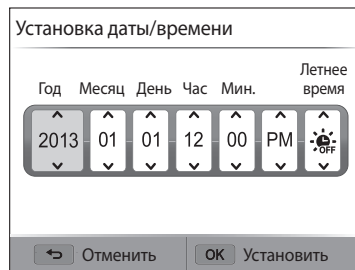 Установка даты/времени
Летнее
Год Месяц День Час Мин. время
2013 01 01 12 00 PM OFF
Отменить OK Установить